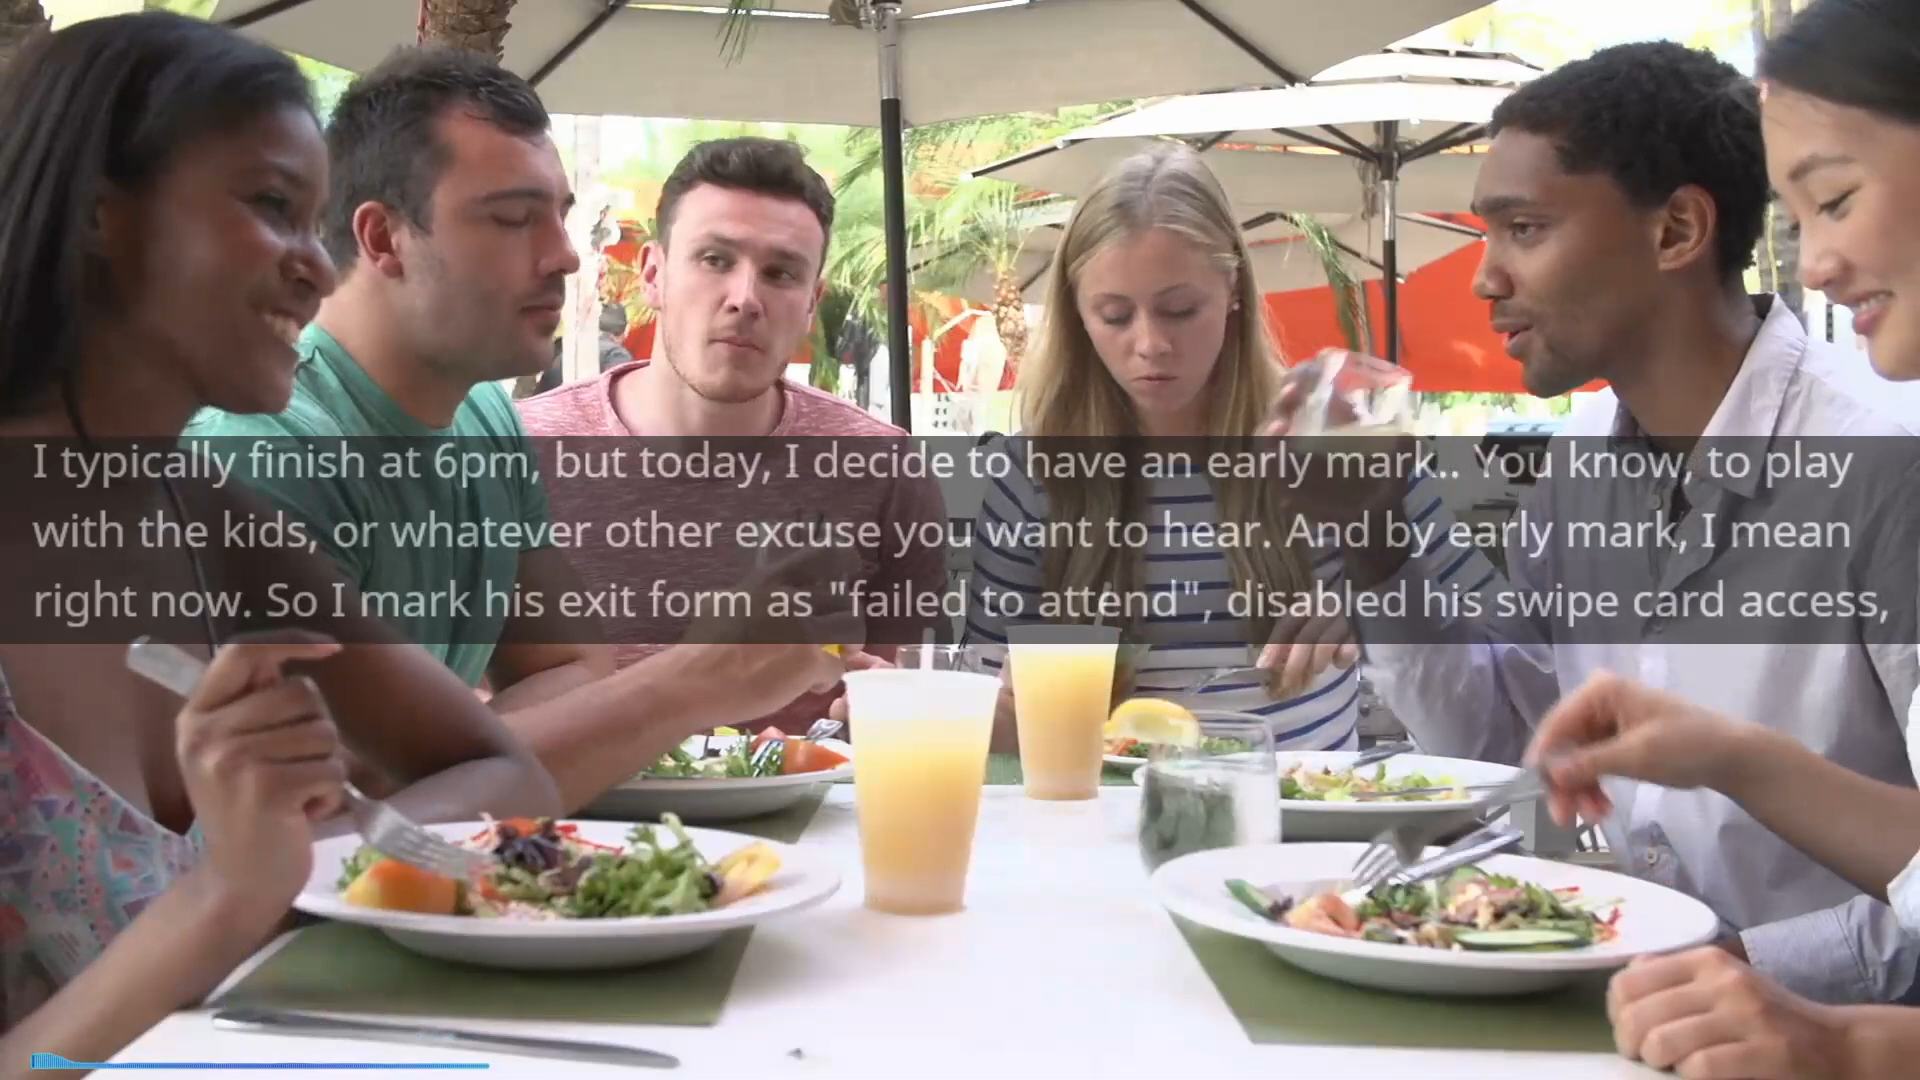 I typically finish at 6pm, but today, I decide to have an early mark.. You know, to play
with the kids, or whatever other excuse you want to hear. And by early mark, I mean
right now. So I mark his exit form as "failed to attend", disabled his swipe card access,